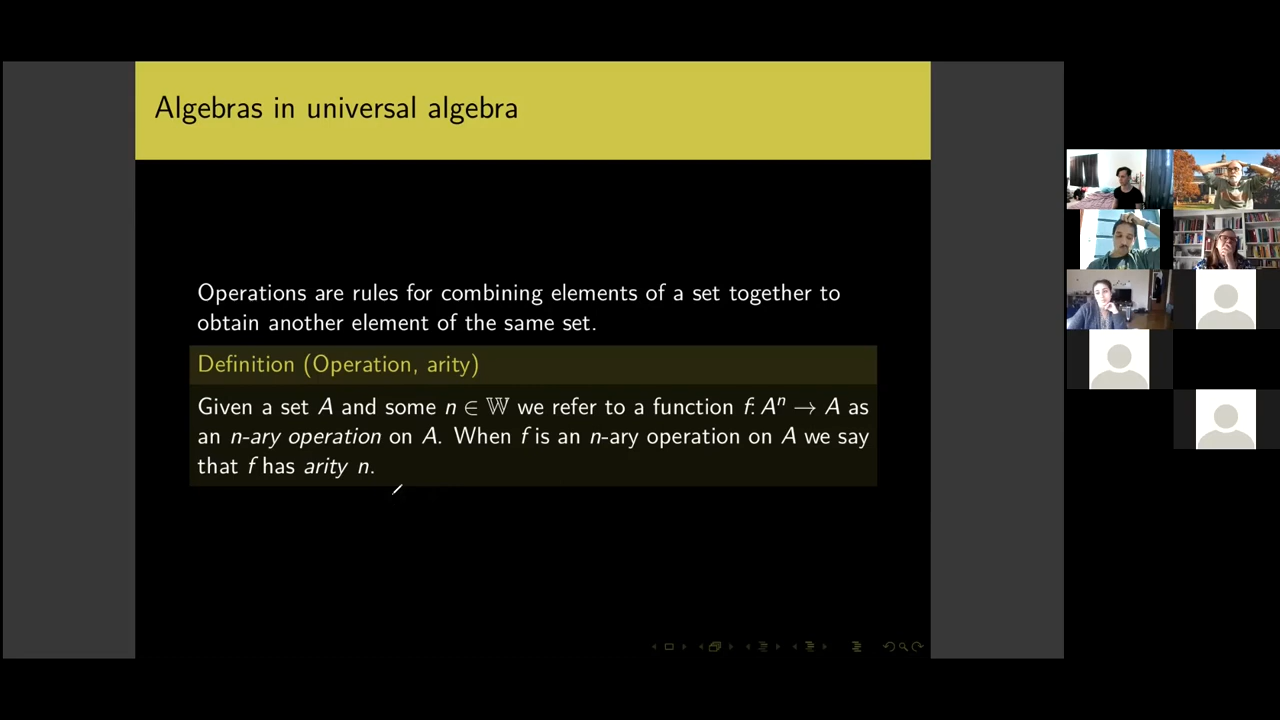 Algebras in universal algebra
Operations are rules for combining elements of a set together to
obtain another element of the same set.
Definition (Operation, arity)
Given a set A and some n ∈ 𝕎 we refer to a function f: Aⁿ → A as
an n-ary operation on A. When f is an n-ary operation on A we say
that f has arity n.